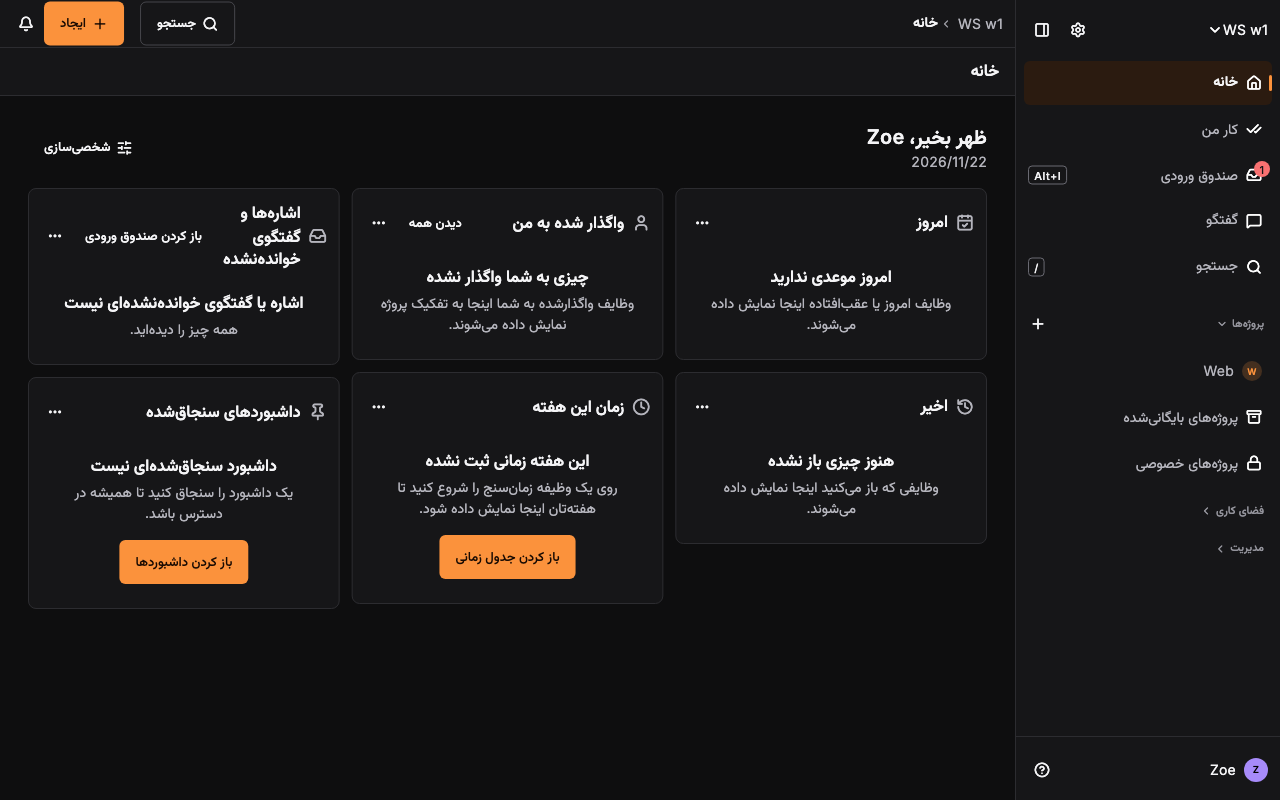 WS w1
خانه
کار من
صندوق ورودی
1
Alt+I
گفتگو
جستجو
/
پروژه‌ها
W
Web
پروژه‌های بایگانی‌شده
پروژه‌های خصوصی
فضای کاری
مدیریت
Z
Zoe
WS w1 › خانه
جستجو
ایجاد
خانه
ظهر بخیر، Zoe
2026/11/22
شخصی‌سازی
امروز
امروز موعدی ندارید
وظایف امروز یا عقب‌افتاده اینجا نمایش داده
می‌شوند.
واگذار شده به من
دیدن همه
چیزی به شما واگذار نشده
وظایف واگذارشده به شما اینجا به تفکیک پروژه
نمایش داده می‌شوند.
اشاره‌ها و
گفتگوی
خوانده‌نشده
باز کردن صندوق ورودی
اشاره یا گفتگوی خوانده‌نشده‌ای نیست
همه چیز را دیده‌اید.
اخیر
هنوز چیزی باز نشده
وظایفی که باز می‌کنید اینجا نمایش داده
می‌شوند.
زمان این هفته
این هفته زمانی ثبت نشده
روی یک وظیفه زمان‌سنج را شروع کنید تا
هفته‌تان اینجا نمایش داده شود.
باز کردن جدول زمانی
داشبوردهای سنجاق‌شده
داشبورد سنجاق‌شده‌ای نیست
یک داشبورد را سنجاق کنید تا همیشه در
دسترس باشد.
باز کردن داشبوردها